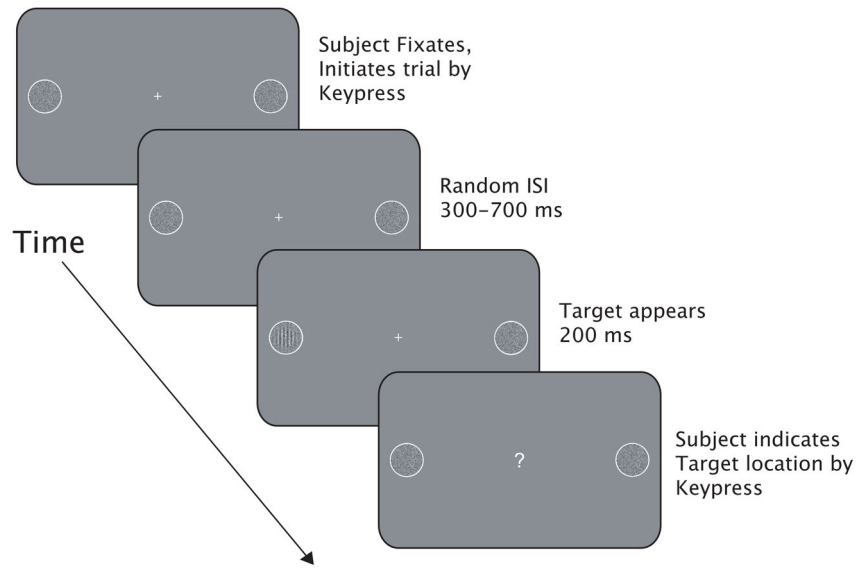 Subject Fixates,
Initiates trial by
Keypress
Random ISI
300–700 ms
Time
Target appears
200 ms
?
Subject indicates
Target location by
Keypress